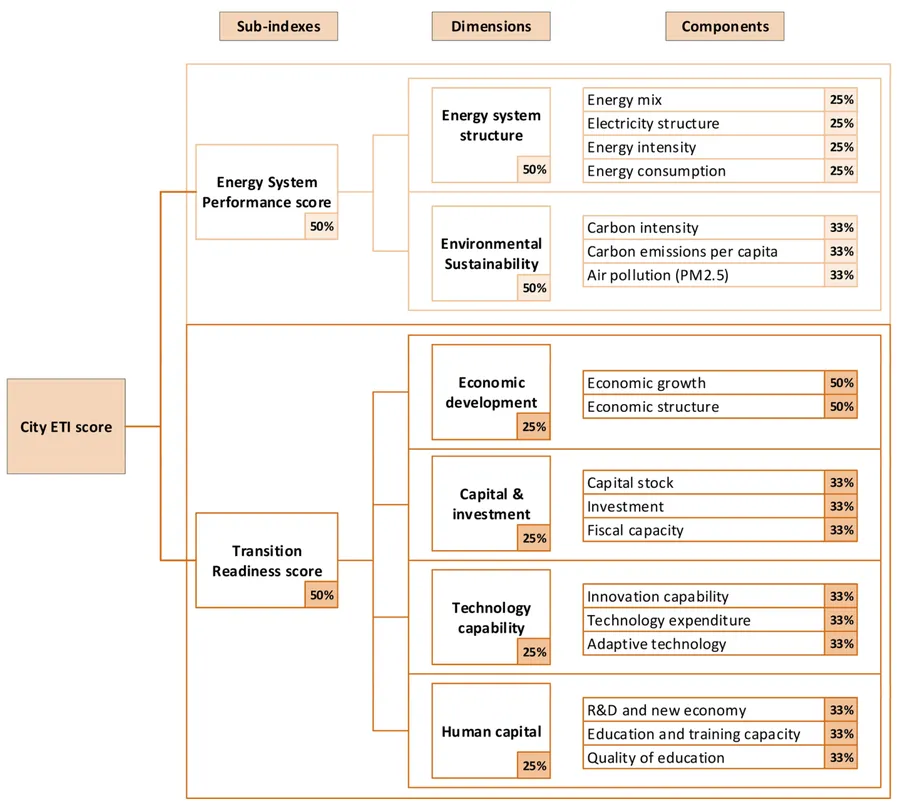 Sub-indexes
Dimensions
Components
Energy system
structure
50%
Energy mix 25%
Electricity structure 25%
Energy intensity 25%
Energy consumption 25%
Energy System
Performance score
50%
Environmental
Sustainability
50%
Carbon intensity 33%
Carbon emissions per capita 33%
Air pollution (PM2.5) 33%
City ETI score
Economic
development
25%
Economic growth 50%
Economic structure 50%
Capital &
investment
25%
Capital stock 33%
Investment 33%
Fiscal capacity 33%
Transition
Readiness score
50%
Technology
capability
25%
Innovation capability 33%
Technology expenditure 33%
Adaptive technology 33%
Human capital
25%
R&D and new economy 33%
Education and training capacity 33%
Quality of education 33%